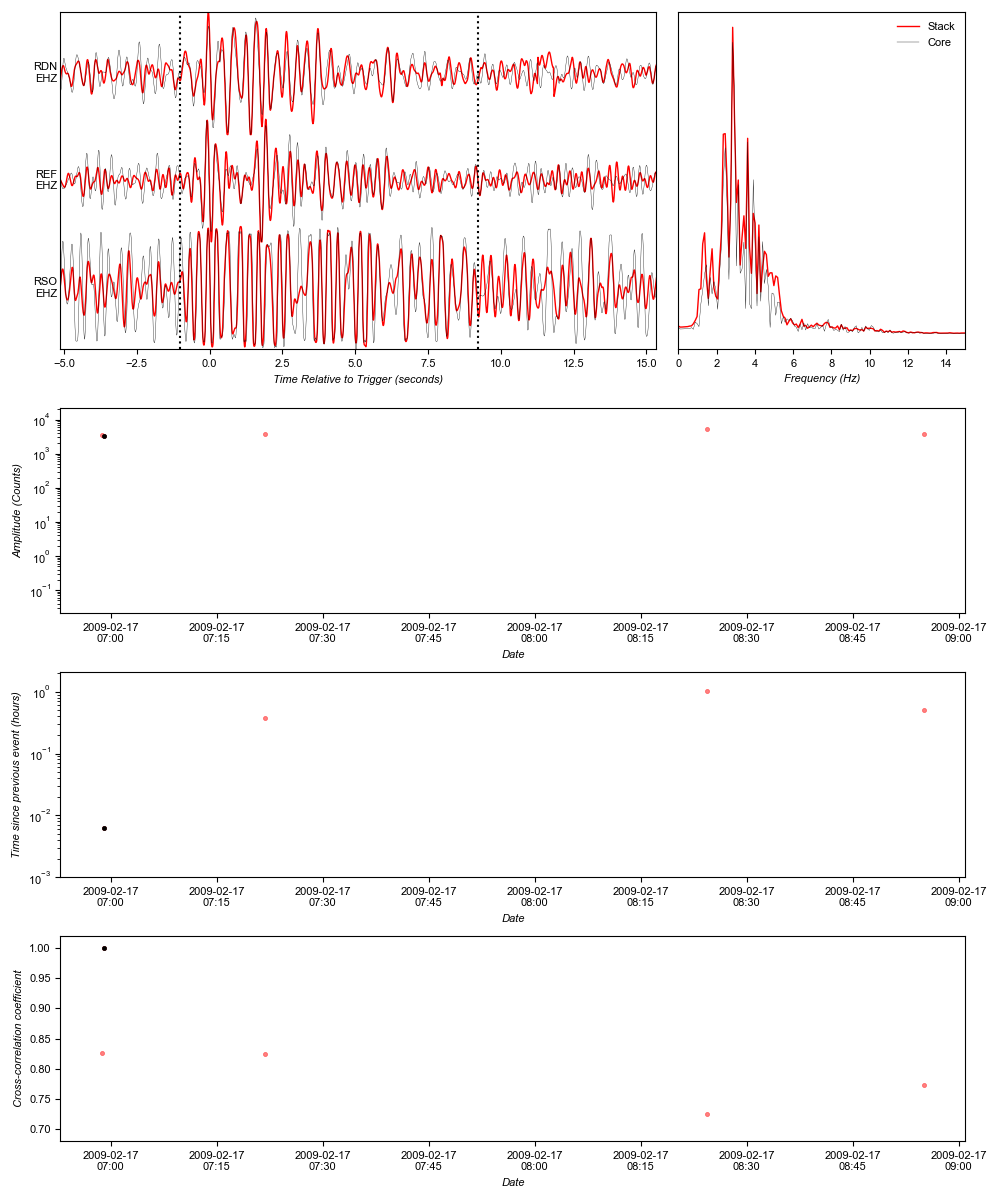 RDN
EHZ
REF
EHZ
RSO
EHZ
−5.0 −2.5 0.0 2.5 5.0 7.5 10.0 12.5 15.0
Time Relative to Trigger (seconds)
Stack
Core
0 2 4 6 8 10 12 14
Frequency (Hz)
10⁴
10³
10²
10¹
10⁰
10⁻¹
Amplitude (Counts)
2009-02-17 2009-02-17 2009-02-17 2009-02-17 2009-02-17 2009-02-17 2009-02-17 2009-02-17 2009-02-17
07:00 07:15 07:30 07:45 08:00 08:15 08:30 08:45 09:00
Date
10⁰
10⁻¹
10⁻²
10⁻³
Time since previous event (hours)
2009-02-17 2009-02-17 2009-02-17 2009-02-17 2009-02-17 2009-02-17 2009-02-17 2009-02-17 2009-02-17
07:00 07:15 07:30 07:45 08:00 08:15 08:30 08:45 09:00
Date
1.00
0.95
0.90
0.85
0.80
0.75
0.70
Cross-correlation coefficient
2009-02-17 2009-02-17 2009-02-17 2009-02-17 2009-02-17 2009-02-17 2009-02-17 2009-02-17 2009-02-17
07:00 07:15 07:30 07:45 08:00 08:15 08:30 08:45 09:00
Date